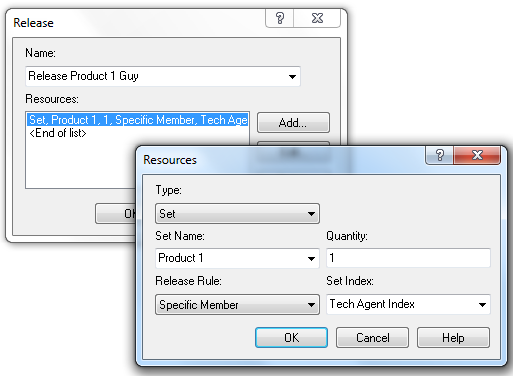 Release
Name:
Release Product 1 Guy
Resources:
Set, Product 1, 1, Specific Member, Tech Age
<End of list>
Add...
Resources
Type:
Set
Set Name:
Quantity:
Product 1
1
Release Rule:
Set Index:
Specific Member
Tech Agent Index
OK
Cancel
Help